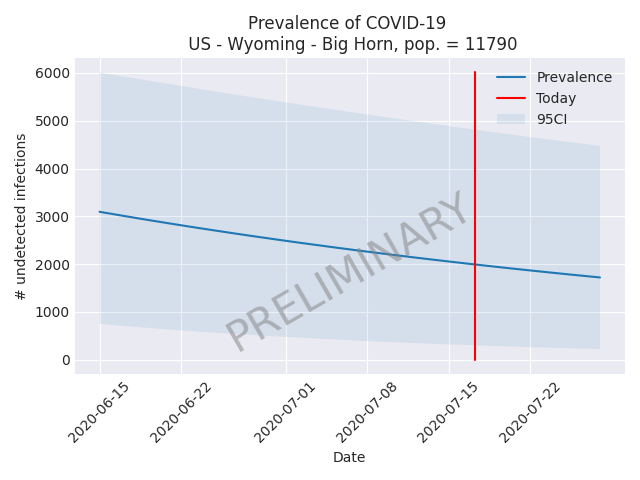 Prevalence of COVID-19
US - Wyoming - Big Horn, pop. = 11790
6000
5000
4000
3000
2000
1000
0
# undetected infections
Prevalence
Today
95CI
PRELIMINARY
2020-06-15
2020-06-22
2020-07-01
2020-07-08
2020-07-15
2020-07-22
Date